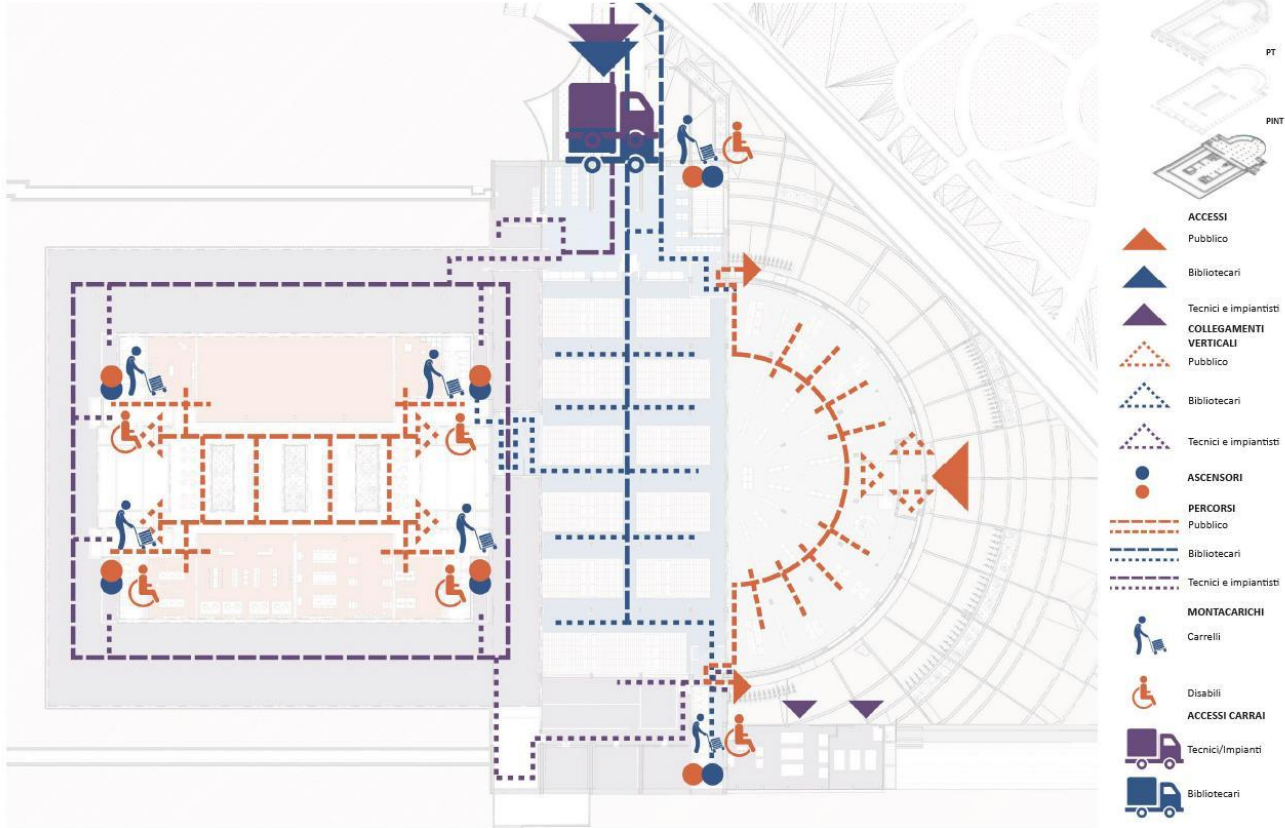 PT
PINT
ACCESSI
Pubblico
Bibliotecari
Tecnici e impiantisti
COLLEGAMENTI
VERTICALI
Pubblico
Bibliotecari
Tecnici e impiantisti
ASCENSORI
PERCORSI
Pubblico
Bibliotecari
Tecnici e impiantisti
MONTACARICHI
Carrelli
Disabili
ACCESSI CARRAI
Tecnici/Impianti
Bibliotecari